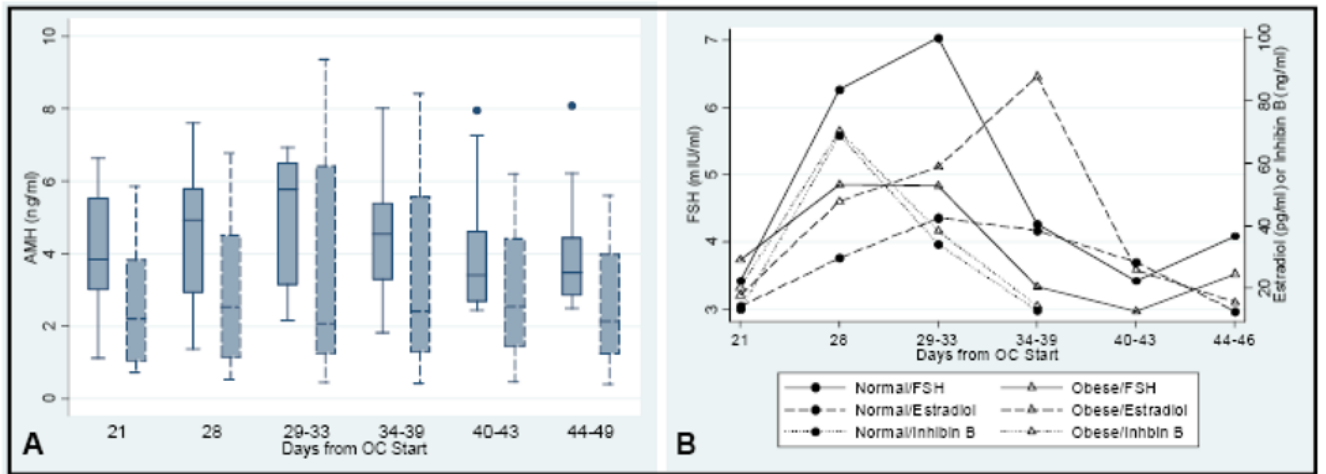 AMH (ng/ml)
10
8
6
4
2
0
21 28 29-33 34-39 40-43 44-49
Days from OC Start
A
FSH (mIU/ml)
7
6
5
4
3
Estradiol (pg/ml) or Inhibin B (ng/ml)
100
80
60
40
20
21 28 29-33 34-39 40-43 44-46
Days from OC Start
Normal/FSH Obese/FSH
Normal/Estradiol Obese/Estradiol
Normal/Inhibin B Obese/Inhbin B
B